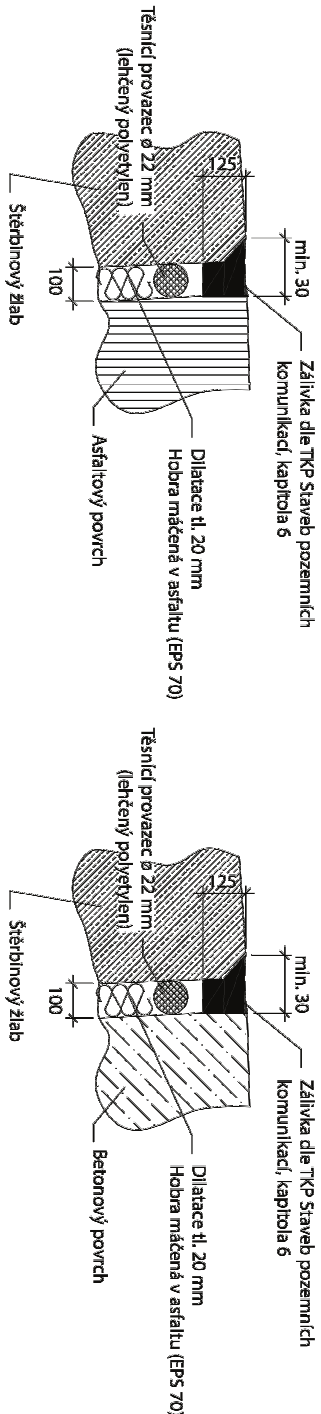 Těsnící provazec ø 22 mm
(lehčený polyetylen)
125
min. 30
Zálivka dle TKP Staveb pozemních
komunikací, kapitola 6
Dilatace tl. 20 mm
Hobra máčená v asfaltu (EPS 70)
100
Asfaltový povrch
Štěrbinový žlab
Těsnící provazec ø 22 mm
(lehčený polyetylen)
125
min. 30
Zálivka dle TKP Staveb pozemních
komunikací, kapitola 6
Dilatace tl. 20 mm
Hobra máčená v asfaltu (EPS 70)
100
Betonový povrch
Štěrbinový žlab